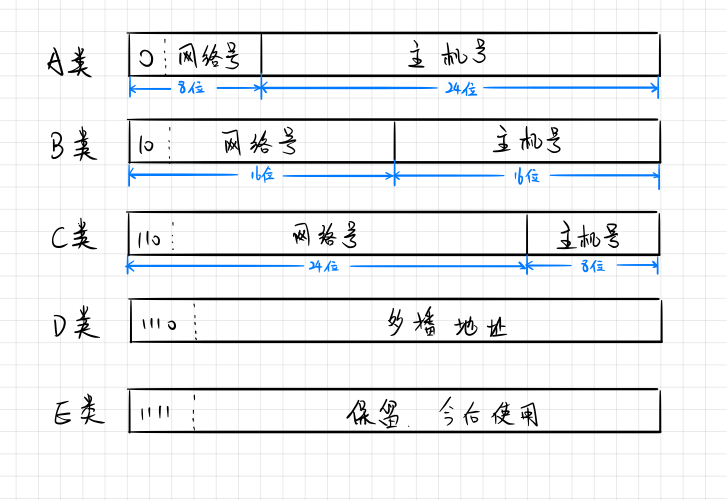 A类 0 网络号 主机号
8位 24位
B类 10 网络号 主机号
16位 16位
C类 110 网络号 主机号
24位 8位
D类 1110 多播地址
E类 1111 保留.今后使用